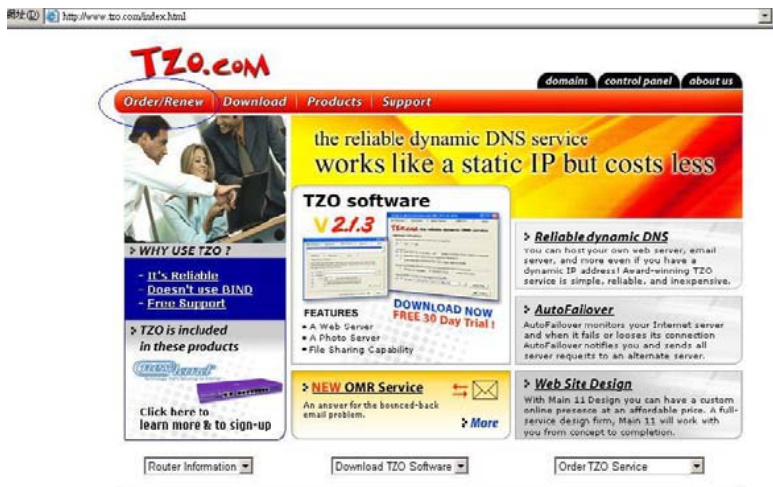 網址(D) http://www.tzo.com/index.html
TZO.COM
domains control panel about us
Order/Renew Download Products Support
the reliable dynamic DNS service
works like a static IP but costs less
TZO software
V 2.1.3
FEATURES
• A Web Server
• A Photo Server
• File Sharing Capability
DOWNLOAD NOW
FREE 30 Day Trial !
WHY USE TZO ?
- It's Reliable
- Doesn't use BIND
- Free Support
TZO is included
in these products
Click here to
learn more & to sign-up
NEW OMR Service
An answer for the bounced-back
email problem.
More
Reliable dynamic DNS
You can host your own web server, email
server, and more even if you have a
dynamic IP address! Award-winning TZO
service is simple, reliable, and inexpensive.
AutoFailover
AutoFailover monitors your Internet server
and when it fails or looses its connection
AutoFailover notifies you and sends all
server requests to an alternate server.
Web Site Design
With Main 11 Design you can have a custom
online presence at an affordable price. A full-
service design firm, Main 11 will work with
you from concept to completion.
Router Information
Download TZO Software
Order TZO Service